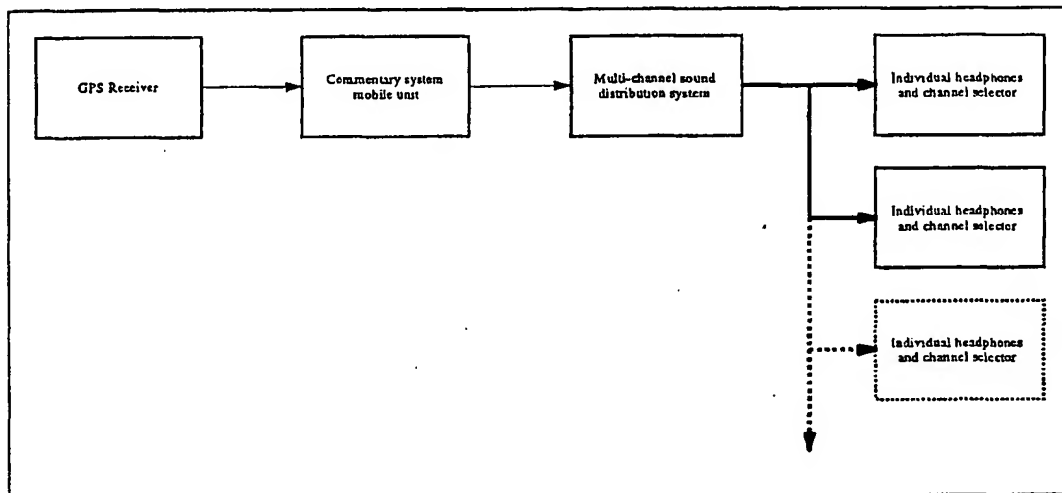 GPS Receiver
Commentary system
mobile unit
Multi-channel sound
distribution system
Individual headphones
and channel selector
Individual headphones
and channel selector
Individual headphones
and channel selector